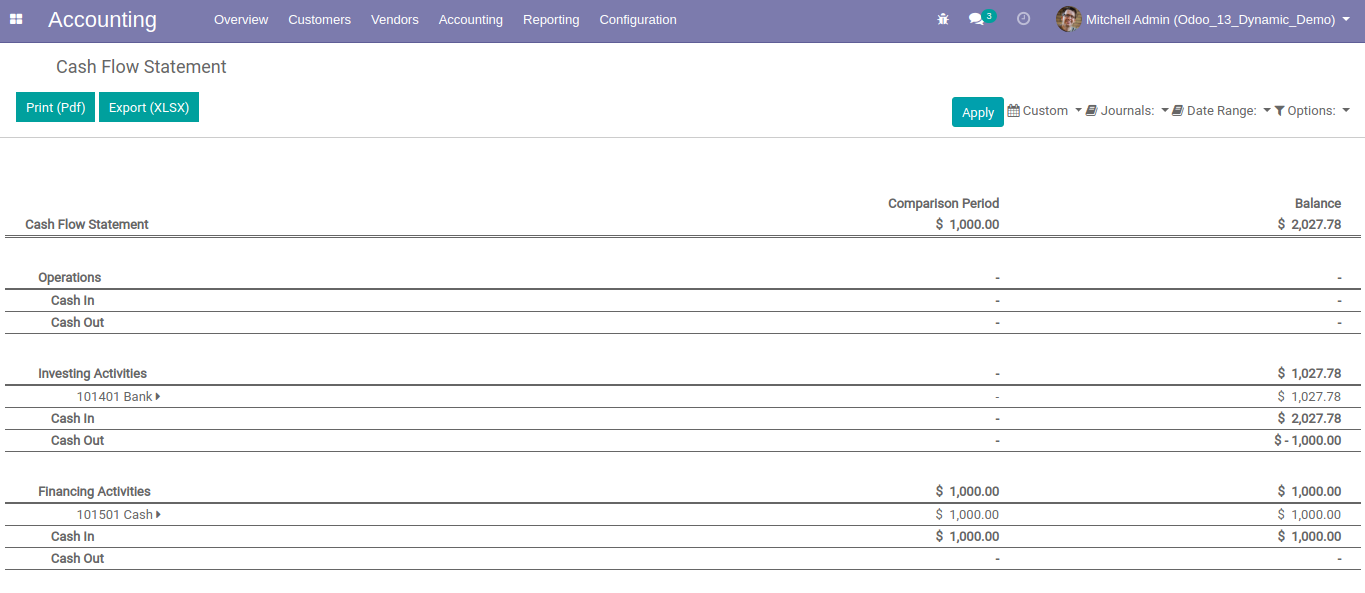 Accounting Overview Customers Vendors Accounting Reporting Configuration 3 Mitchell Admin (Odoo_13_Dynamic_Demo)
Cash Flow Statement
Print (Pdf) Export (XLSX) Apply Custom Journals: Date Range: Options:
Comparison Period Balance
Cash Flow Statement $ 1,000.00 $ 2,027.78
Operations - -
Cash In - -
Cash Out - -
Investing Activities - $ 1,027.78
101401 Bank - $ 1,027.78
Cash In - $ 2,027.78
Cash Out - $ - 1,000.00
Financing Activities $ 1,000.00 $ 1,000.00
101501 Cash $ 1,000.00 $ 1,000.00
Cash In $ 1,000.00 $ 1,000.00
Cash Out - -